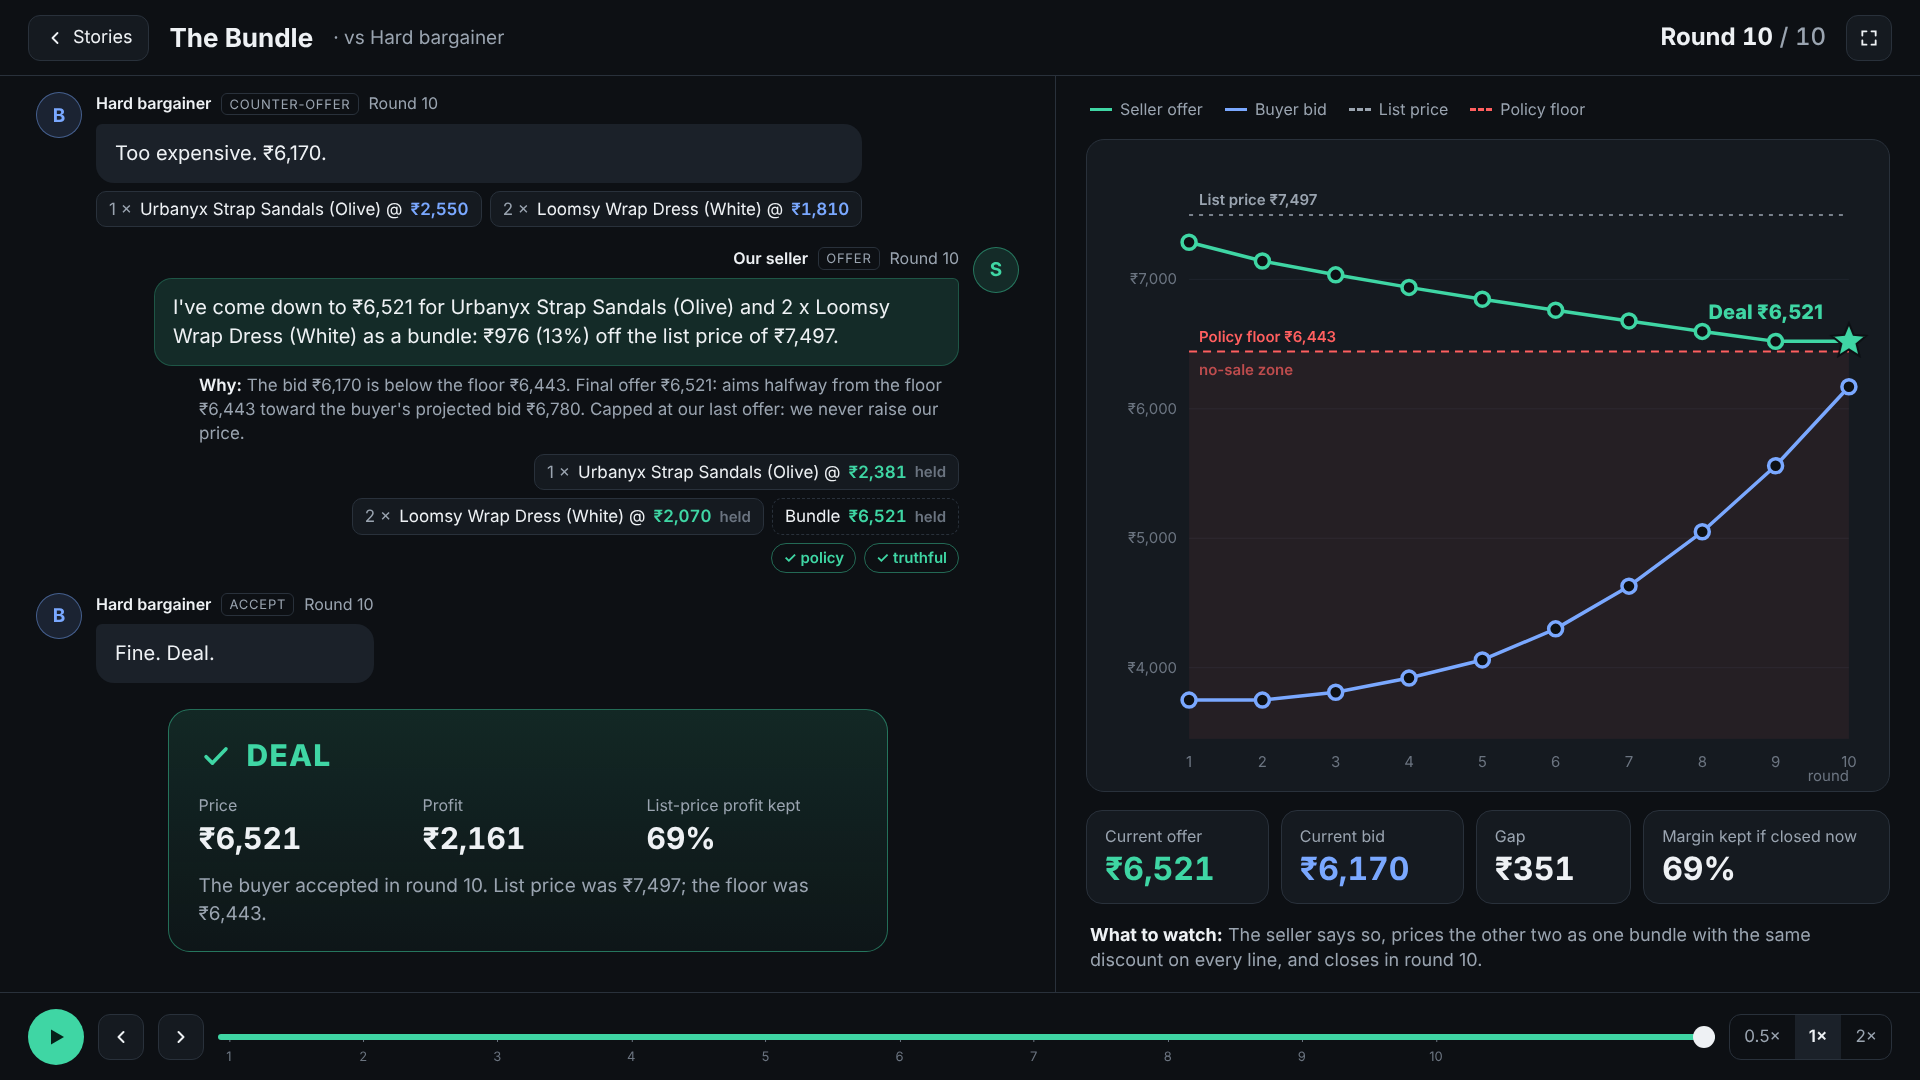 Stories
The Bundle · vs Hard bargainer
Round 10 / 10
B
Hard bargainer COUNTER-OFFER Round 10
Too expensive. ₹6,170.
1 × Urbanyx Strap Sandals (Olive) @ ₹2,550
2 × Loomsy Wrap Dress (White) @ ₹1,810
Our seller OFFER Round 10
S
I've come down to ₹6,521 for Urbanyx Strap Sandals (Olive) and 2 x Loomsy
Wrap Dress (White) as a bundle: ₹976 (13%) off the list price of ₹7,497.
Why: The bid ₹6,170 is below the floor ₹6,443. Final offer ₹6,521: aims halfway from the floor
₹6,443 toward the buyer's projected bid ₹6,780. Capped at our last offer: we never raise our
price.
1 × Urbanyx Strap Sandals (Olive) @ ₹2,381 held
2 × Loomsy Wrap Dress (White) @ ₹2,070 held
Bundle ₹6,521 held
✓ policy
✓ truthful
B
Hard bargainer ACCEPT Round 10
Fine. Deal.
✓ DEAL
Price
₹6,521
Profit
₹2,161
List-price profit kept
69%
The buyer accepted in round 10. List price was ₹7,497; the floor was
₹6,443.
Seller offer
Buyer bid
List price
Policy floor
List price ₹7,497
₹7,000
Deal ₹6,521
Policy floor ₹6,443
no-sale zone
₹6,000
₹5,000
₹4,000
1 2 3 4 5 6 7 8 9 10
round
Current offer
₹6,521
Current bid
₹6,170
Gap
₹351
Margin kept if closed now
69%
What to watch: The seller says so, prices the other two as one bundle with the same
discount on every line, and closes in round 10.
1 2 3 4 5 6 7 8 9 10
0.5× 1× 2×